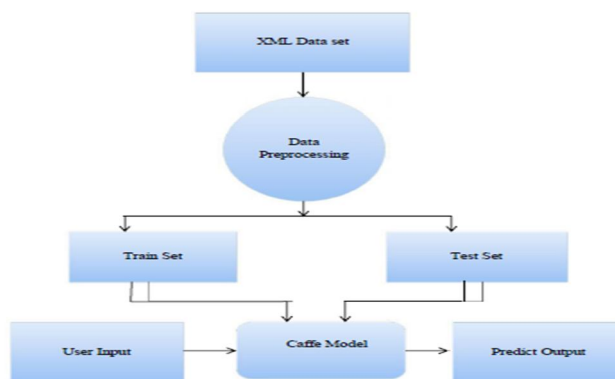 XML Data set
Data
Preprocessing
Train Set
Test Set
User Input
Caffe Model
Predict Output